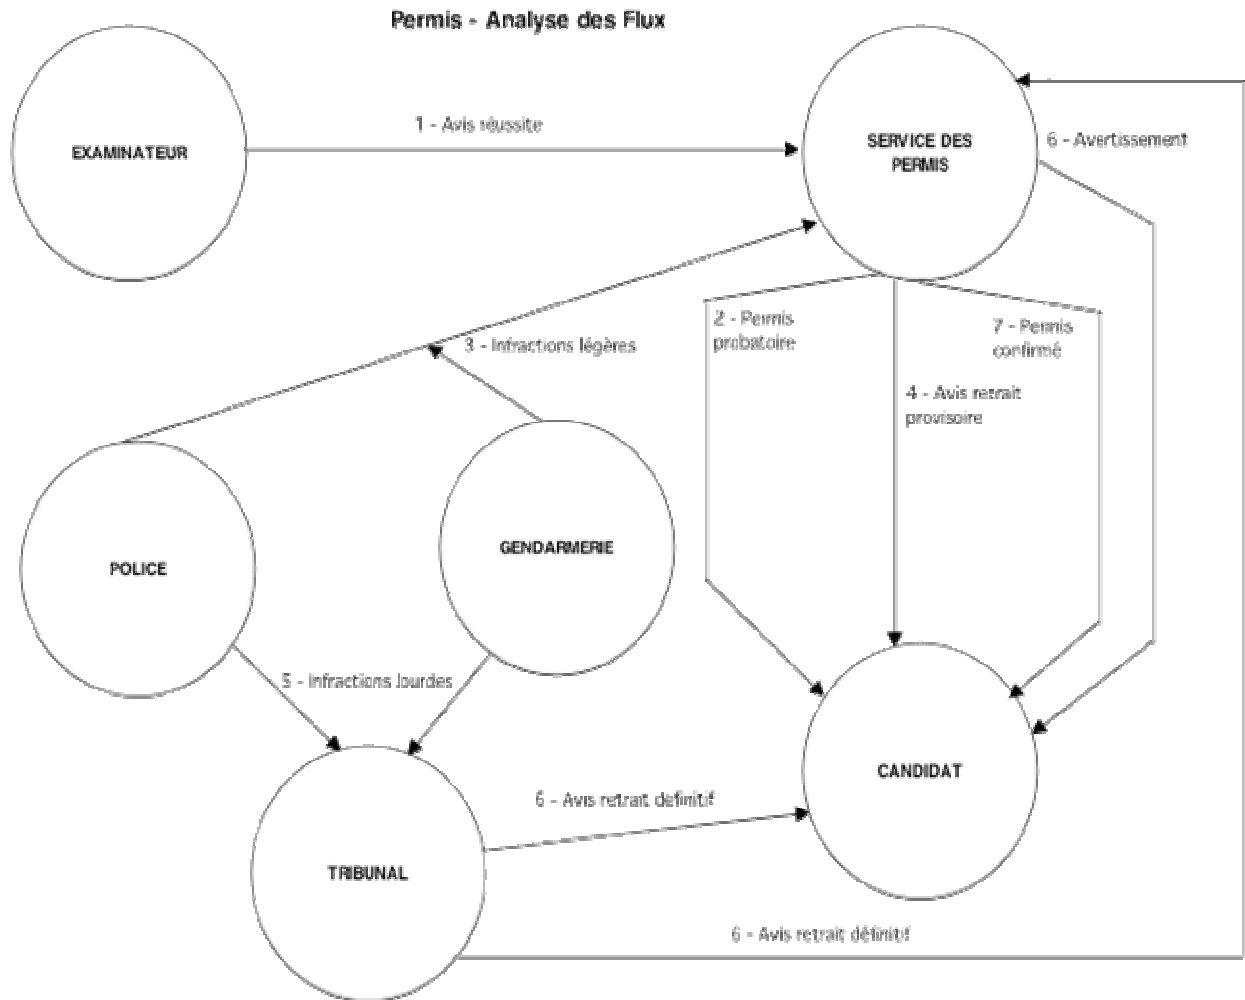 Permis - Analyse des Flux
EXAMINATEUR
1 - Avis réussite
SERVICE DES
PERMIS
6 - Avertissement
2 - Permis
probatoire
7 - Permis
confirmé
3 - Infractions légères
4 - Avis retrait
provisoire
POLICE
GENDARMERIE
5 - Infractions lourdes
CANDIDAT
6 - Avis retrait definitif
TRIBUNAL
6 - Avis retrait définitif